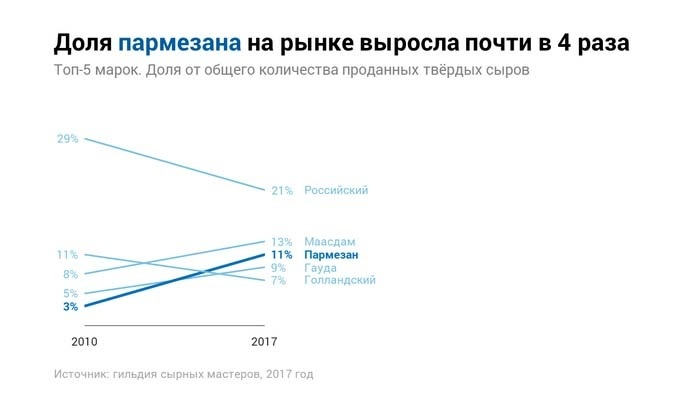 Доля пармезана на рынке выросла почти в 4 раза
Топ-5 марок. Доля от общего количества проданных твёрдых сыров
29%
21% Российский
13% Маасдам
11%
11% Пармезан
8%
9% Гауда
7% Голландский
5%
3%
2010 2017
Источник: гильдия сырных мастеров, 2017 год